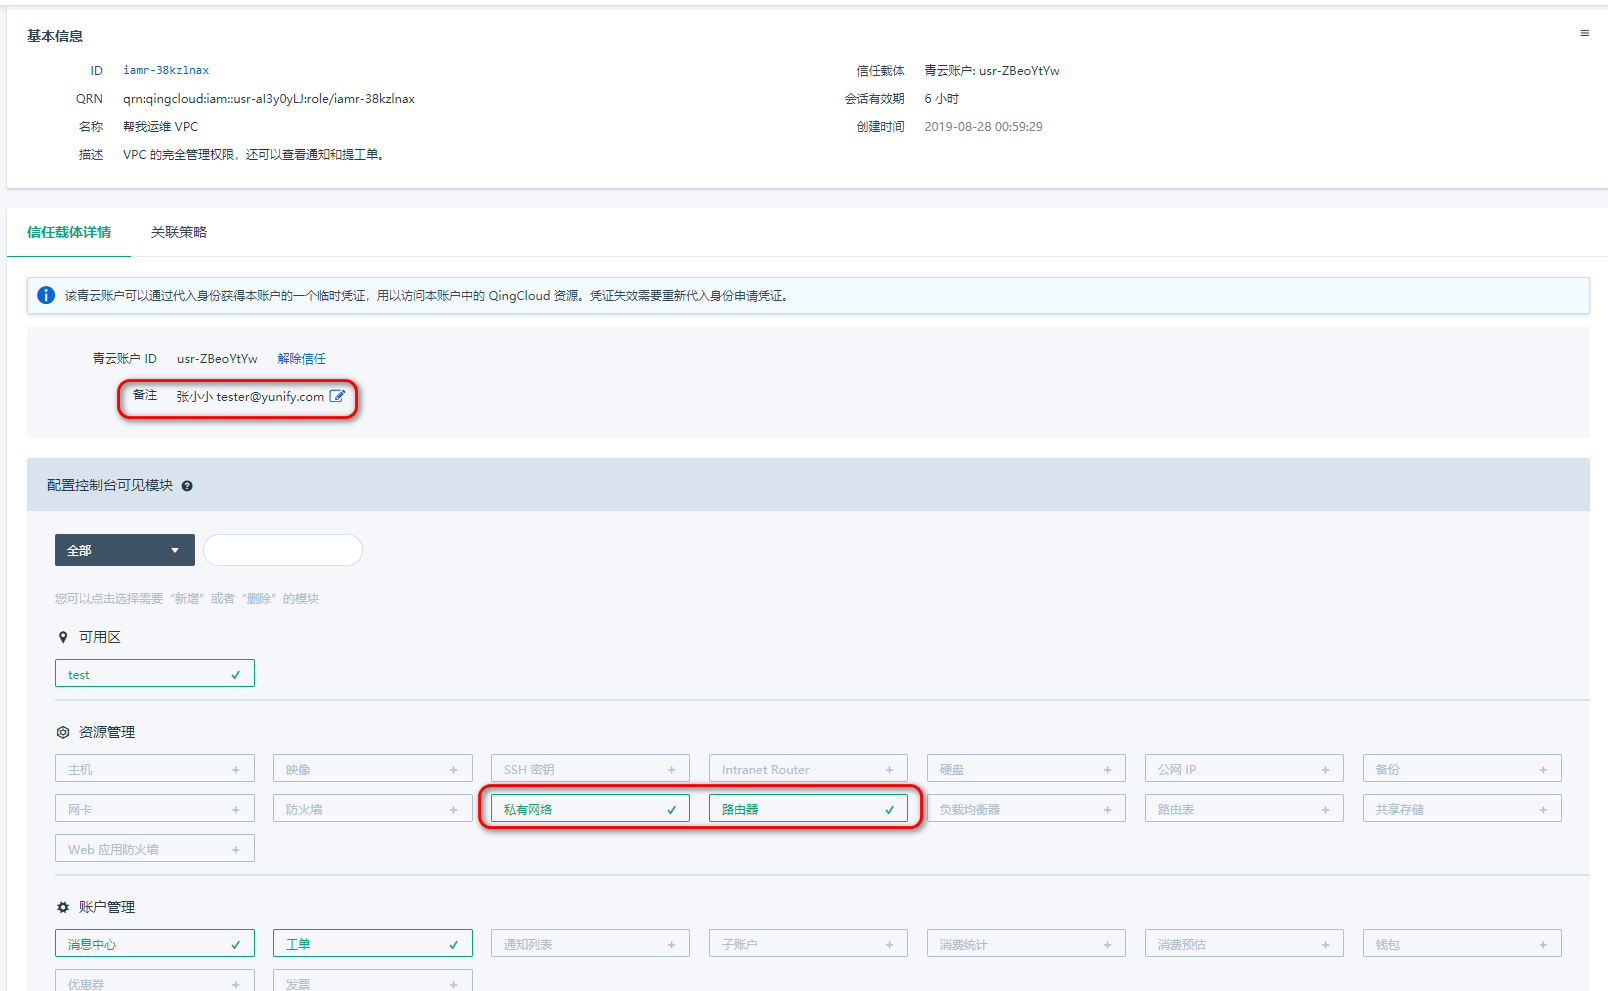 基本信息
ID iamr-38kzlnax
信任载体 青云账户: usr-ZBeoYtYw
QRN qrn:qingcloud:iam::usr-aI3y0yLJ:role/iamr-38kzlnax
会话有效期 6 小时
名称 帮我运维 VPC
创建时间 2019-08-28 00:59:29
描述 VPC 的完全管理权限，还可以查看通知和提工单。
信任载体详情 关联策略
该青云账户可以通过代入身份获得本账户的一个临时凭证，用以访问本账户中的 QingCloud 资源。凭证失效需要重新代入身份申请凭证。
青云账户 ID usr-ZBeoYtYw 解除信任
备注 张小小 tester@yunify.com
配置控制台可见模块
全部
您可以点击选择需要 “新增” 或者 “删除” 的模块
可用区
test
资源管理
主机 映像 SSH 密钥 Intranet Router 硬盘 公网 IP 备份
网卡 防火墙 私有网络 路由器 负载均衡器 路由表 共享存储
Web 应用防火墙
账户管理
消息中心 工单 通知列表 子账户 消费统计 消费预估 钱包
优惠券 发票